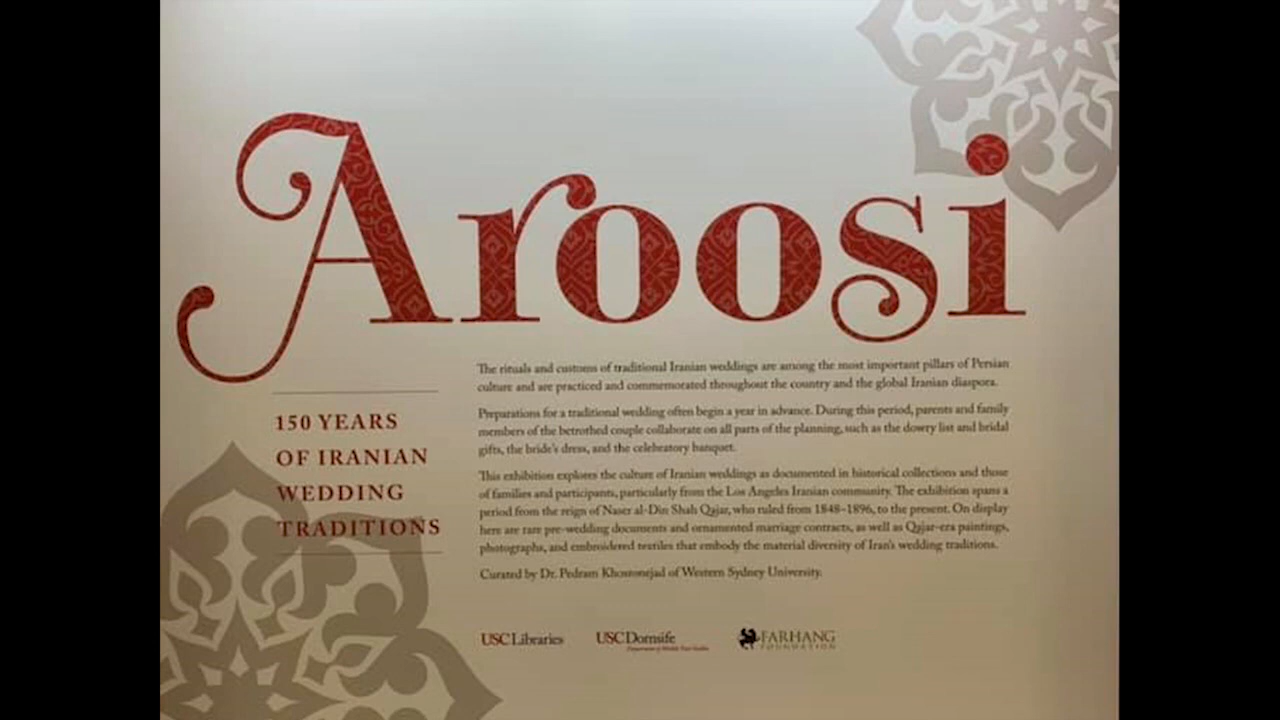 Aroosi
150 YEARS
OF IRANIAN
WEDDING
TRADITIONS
The rituals and customs of traditional Iranian weddings are among the most important pillars of Persian
culture and are practiced and commemorated throughout the country and the global Iranian diaspora.
Preparations for a traditional wedding often begin a year in advance. During this period, parents and family
members of the betrothed couple collaborate on all parts of the planning, such as the dowry list and bridal
gifts, the bride's dress, and the celebratory banquet.
This exhibition explores the culture of Iranian weddings as documented in historical collections and those
of families and participants, particularly from the Los Angeles Iranian community. The exhibition spans a
period from the reign of Naser al-Din Shah Qajar, who ruled from 1848–1896, to the present. On display
here are rare pre-wedding documents and ornamented marriage contracts, as well as Qajar-era paintings,
photographs, and embroidered textiles that embody the material diversity of Iran's wedding traditions.
Curated by Dr. Pedram Khosronejad of Western Sydney University.
USC Libraries
USC Dornsife
Department of Middle East Studies
FARHANG
FOUNDATION